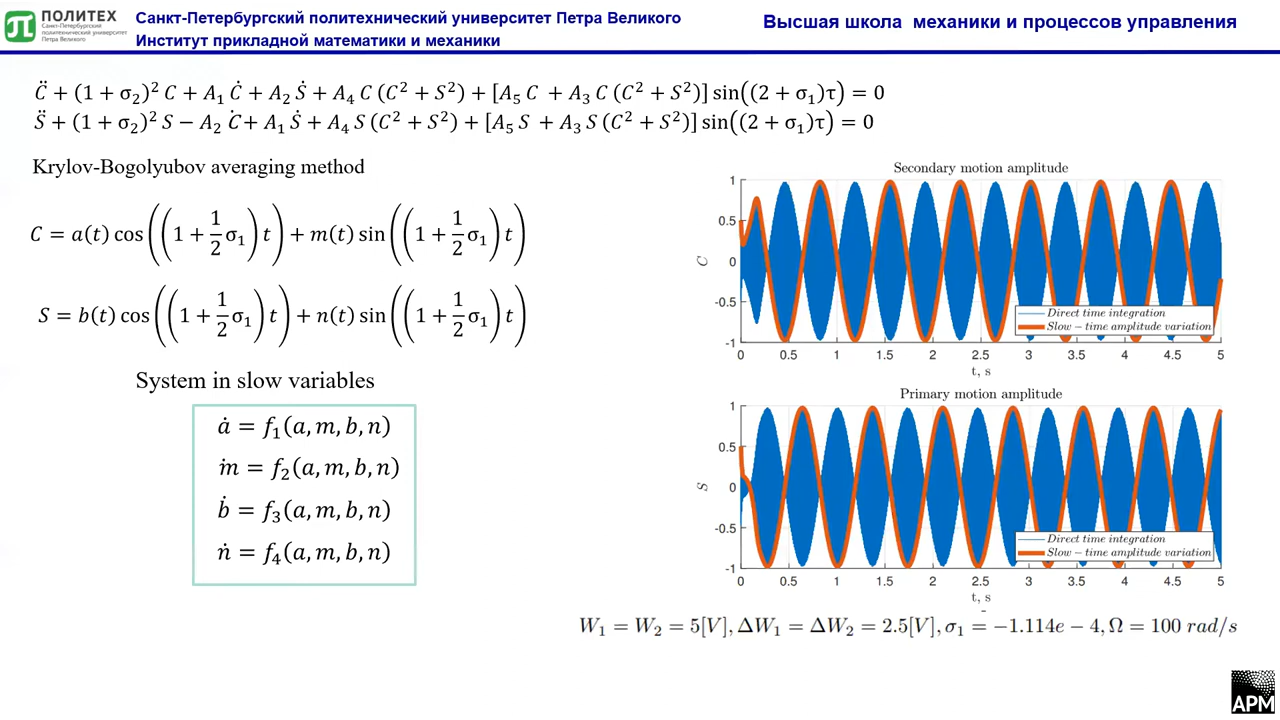 ПОЛИТЕХ
Санкт-Петербургский
политехнический университет
Петра Великого
Санкт-Петербургский политехнический университет Петра Великого
Институт прикладной математики и механики
Высшая школа механики и процессов управления
C̈ + (1 + σ₂)² C + A₁ Ċ + A₂ Ṡ + A₄ C (C² + S²) + [A₅ C + A₃ C (C² + S²)] sin((2 + σ₁)τ) = 0
S̈ + (1 + σ₂)² S − A₂ Ċ + A₁ Ṡ + A₄ S (C² + S²) + [A₅ S + A₃ S (C² + S²)] sin((2 + σ₁)τ) = 0
Krylov-Bogolyubov averaging method
C = a(t) cos((1 + 1/2 σ₁) t) + m(t) sin((1 + 1/2 σ₁) t)
S = b(t) cos((1 + 1/2 σ₁) t) + n(t) sin((1 + 1/2 σ₁) t)
System in slow variables
ȧ = f₁(a, m, b, n)
ṁ = f₂(a, m, b, n)
ḃ = f₃(a, m, b, n)
ṅ = f₄(a, m, b, n)
Secondary motion amplitude
1
0.5
0
-0.5
-1
C
Direct time integration
Slow − time amplitude variation
0 0.5 1 1.5 2 2.5 3 3.5 4 4.5 5
t, s
Primary motion amplitude
1
0.5
0
-0.5
-1
S
Direct time integration
Slow − time amplitude variation
0 0.5 1 1.5 2 2.5 3 3.5 4 4.5 5
t, s
W₁ = W₂ = 5[V], ΔW₁ = ΔW₂ = 2.5[V], σ₁ = −1.114e − 4, Ω = 100 rad/s
APM